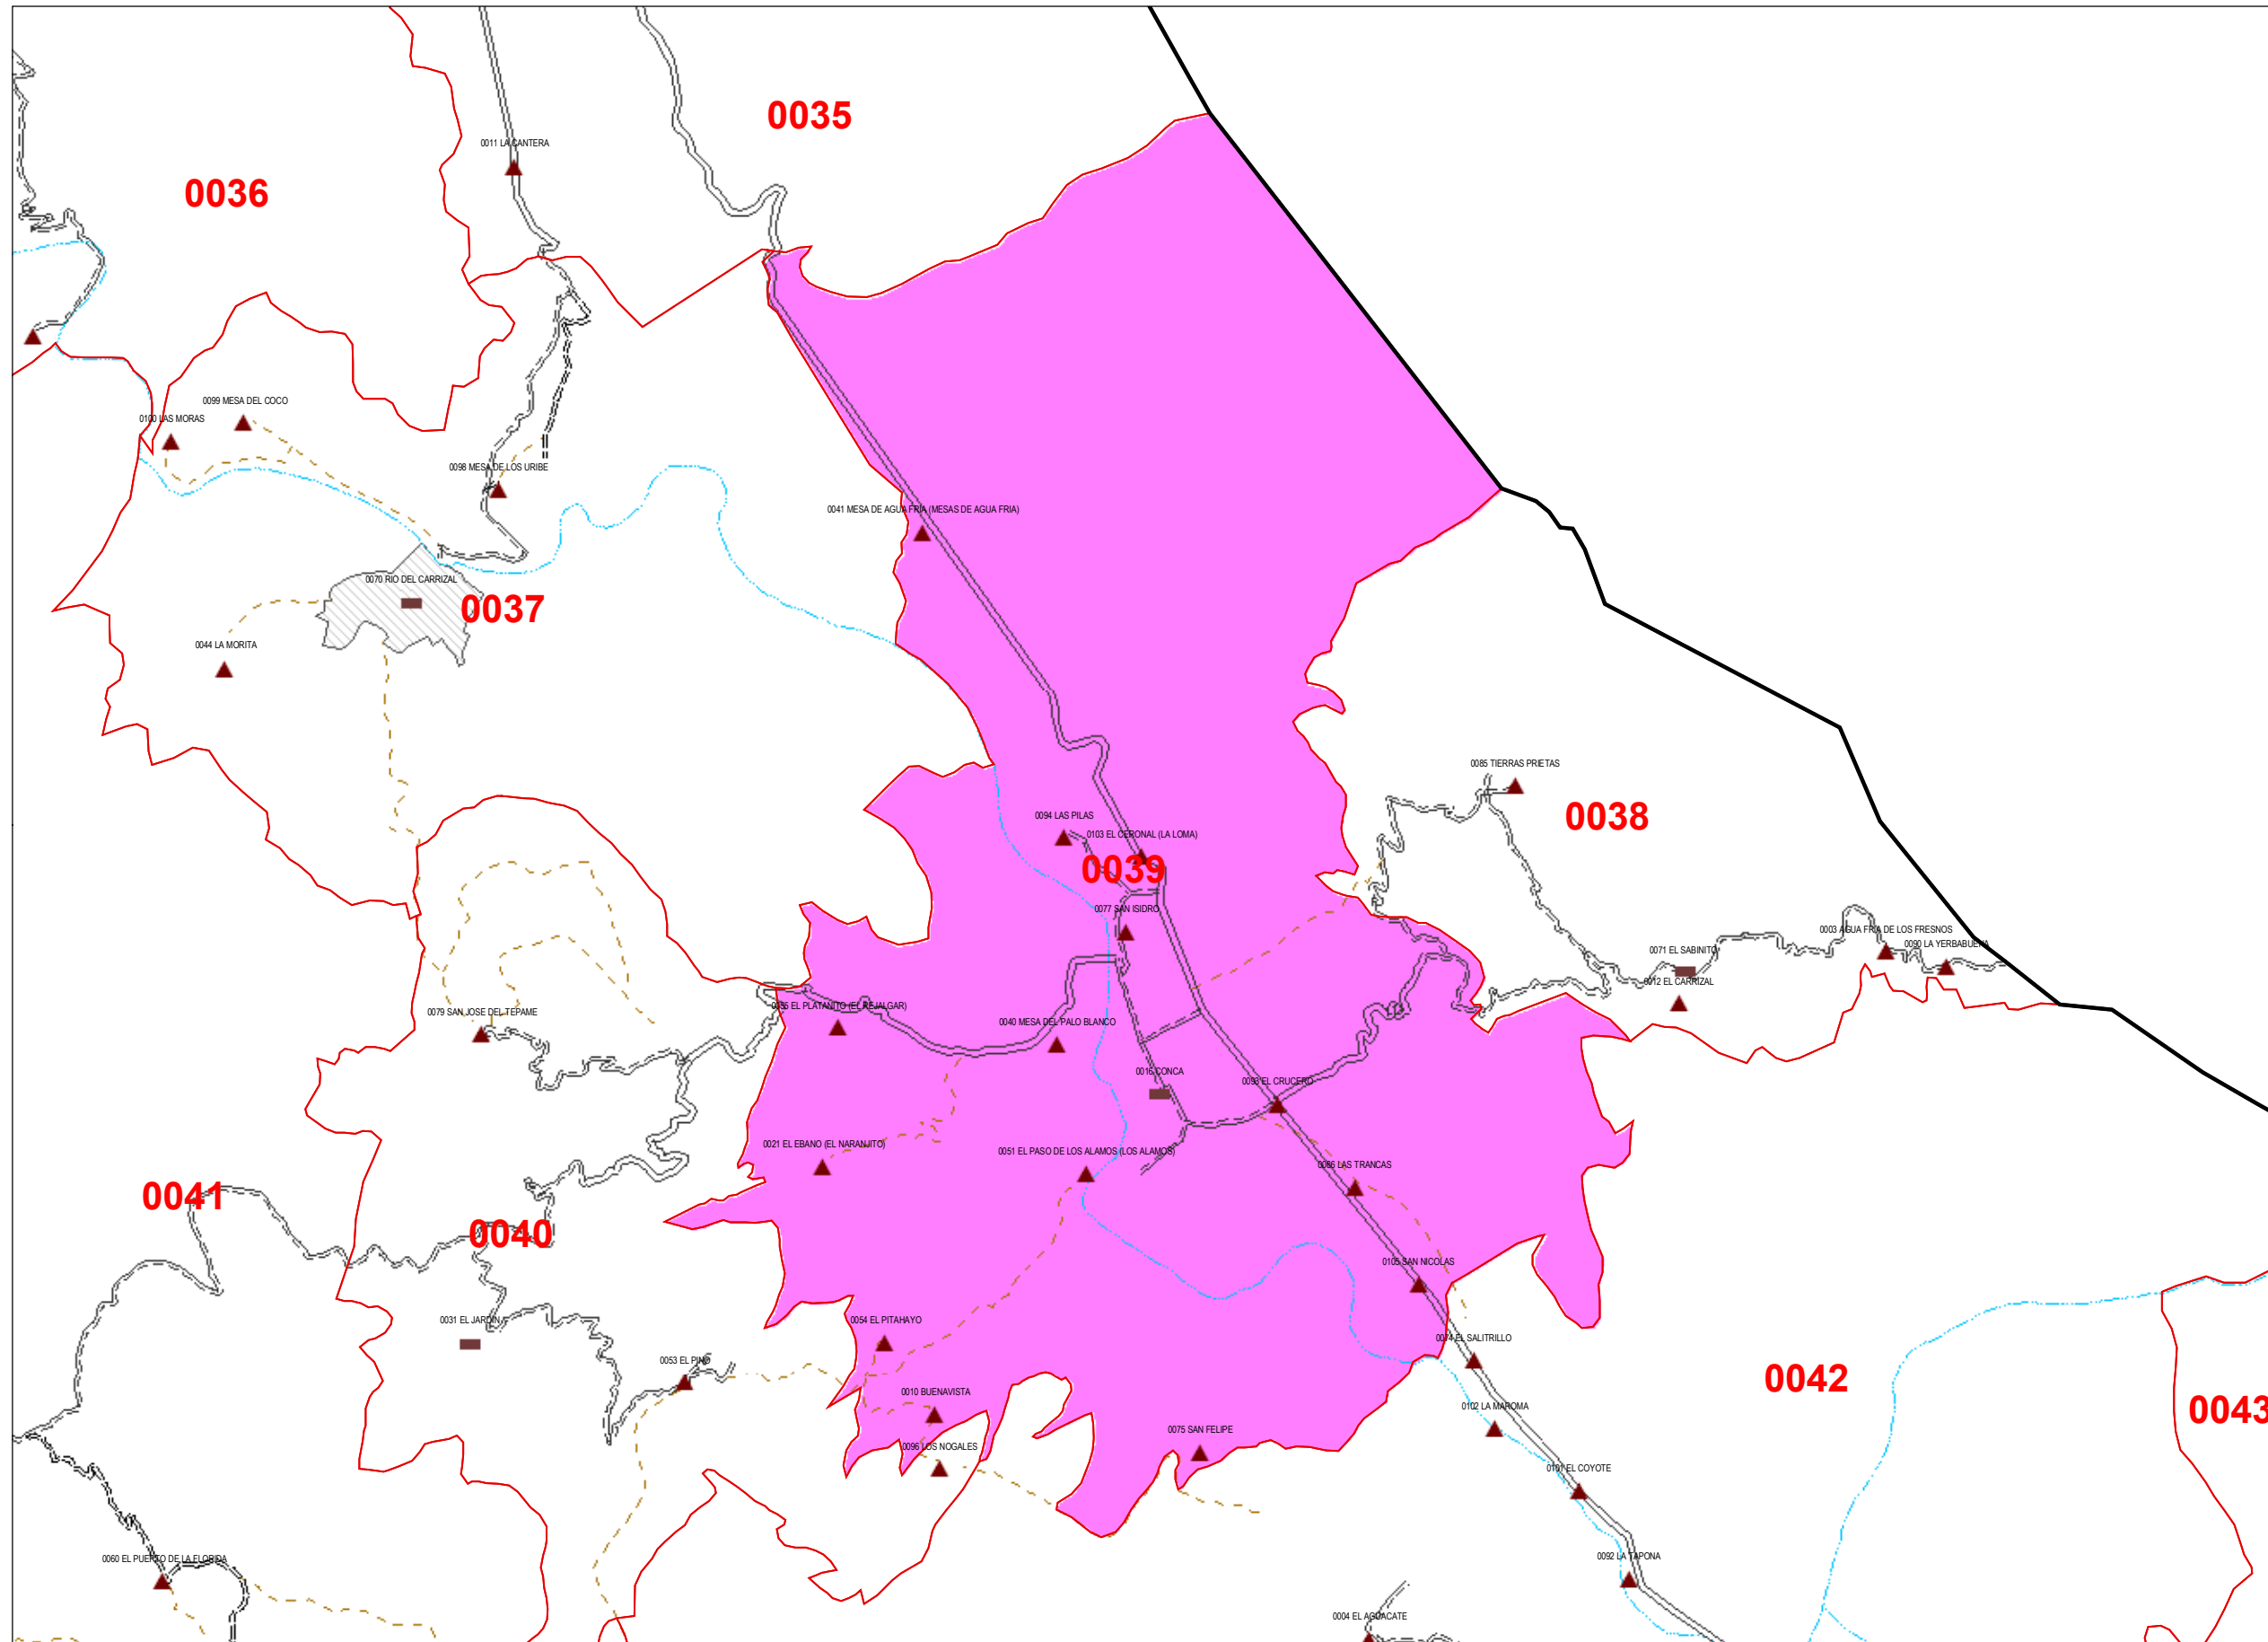 0035
0011 LA CANTERA
0036
0099 MESA DEL COCO
0100 LAS MORAS
0098 MESA DE LOS URIBE
0041 MESA DE AGUA FRIA (MESAS DE AGUA FRIA)
0070 RIO DEL CARRIZAL
0037
0044 LA MORITA
0085 TIERRAS PRIETAS
0038
0094 LAS PILAS
0103 EL CERONAL (LA LOMA)
0039
0077 SAN ISIDRO
0003 AGUA FRIA DE LOS FRESNOS
0090 LA YERBABUENA
0071 EL SABINITO
0012 EL CARRIZAL
EL PLATANITO (EL REJALGAR)
0079 SAN JOSE DEL TEPAME
0040 MESA DEL PALO BLANCO
0016 CONCA
0093 EL CRUCERO
0021 EL EBANO (EL NARANJITO)
0051 EL PASO DE LOS ALAMOS (LOS ALAMOS)
0086 LAS TRANCAS
0041
0040
0105 SAN NICOLAS
0031 EL JARDIN
0054 EL PITAHAYO
0074 EL SALITRILLO
0053 EL PINO
0042
0010 BUENAVISTA
0043
0102 LA MAROMA
0075 SAN FELIPE
0096 LOS NOGALES
0101 EL COYOTE
0060 EL PUERTO DE LA FLORIDA
0092 LA TAPONA
0004 EL AGUACATE